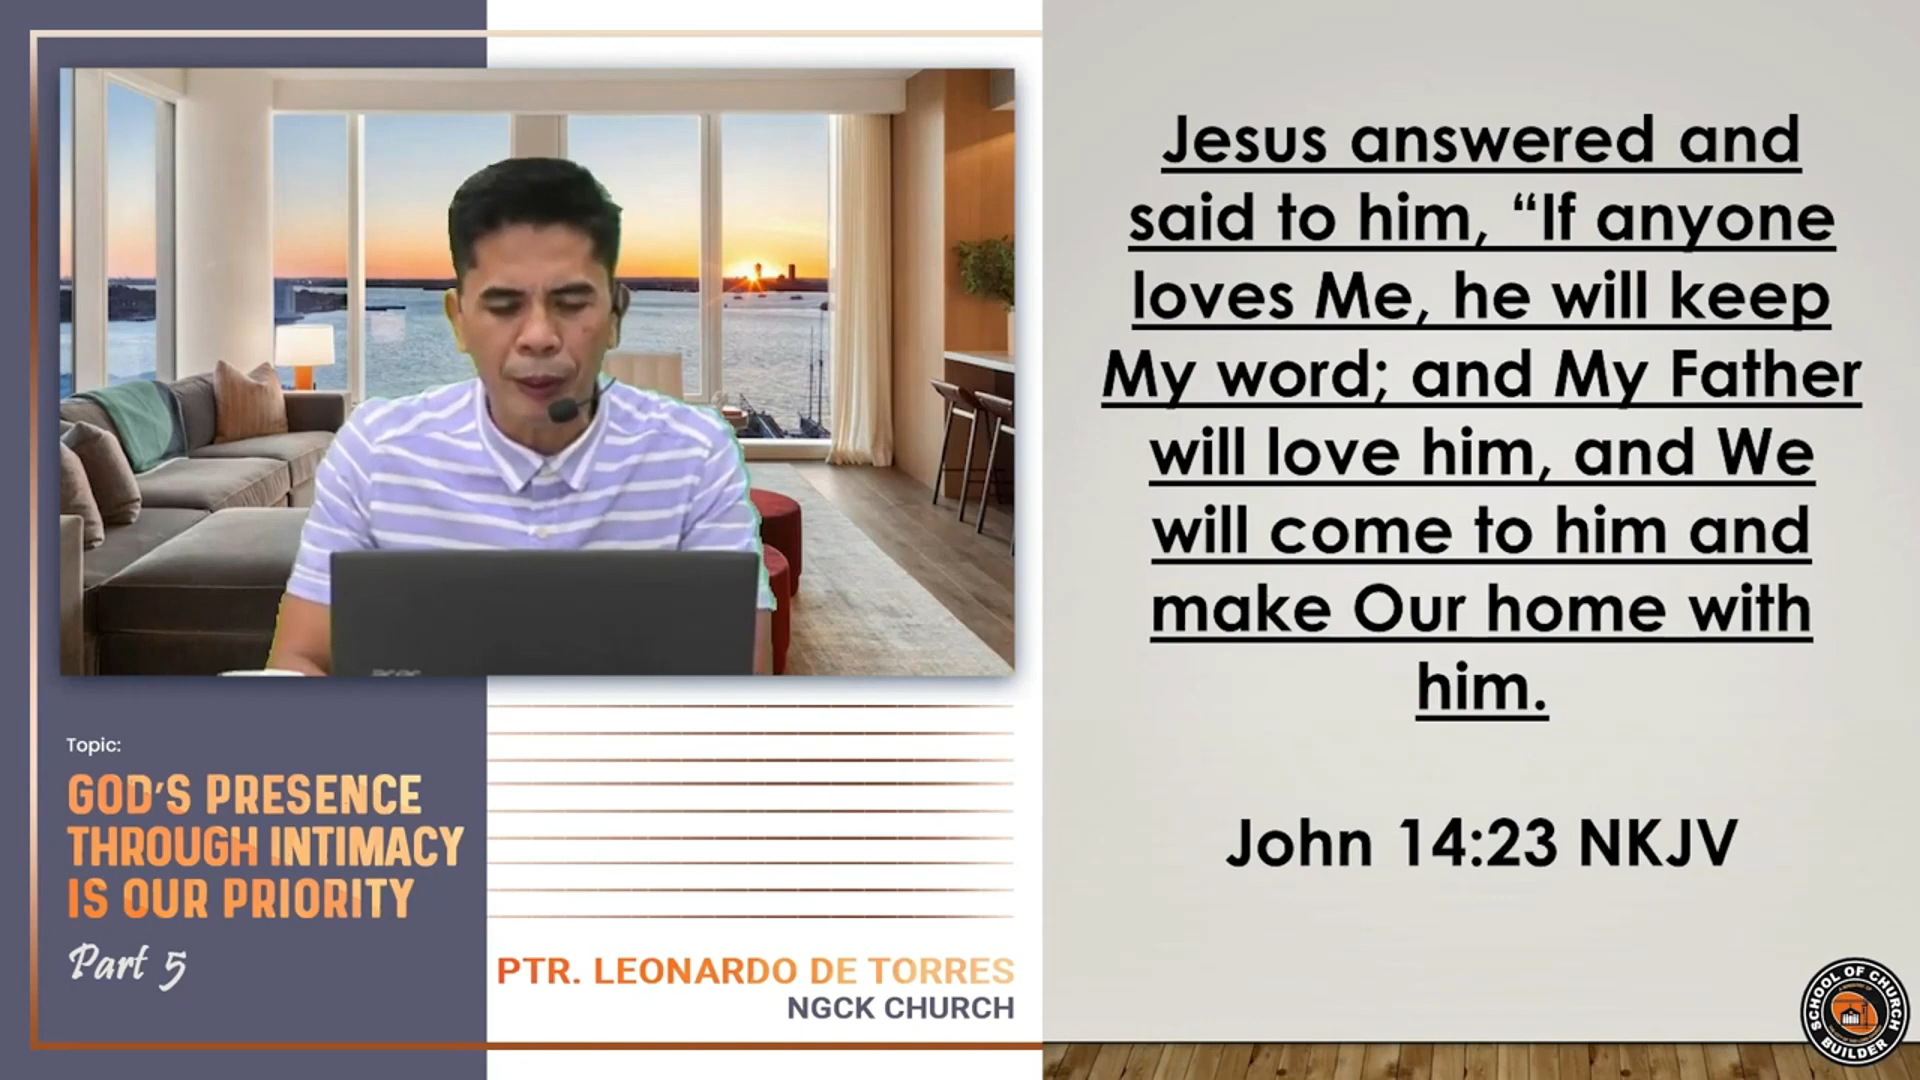 Topic:
GOD'S PRESENCE
THROUGH INTIMACY
IS OUR PRIORITY
Part 5
PTR. LEONARDO DE TORRES
NGCK CHURCH
Jesus answered and
said to him, “If anyone
loves Me, he will keep
My word; and My Father
will love him, and We
will come to him and
make Our home with
him.
John 14:23 NKJV
SCHOOL OF CHURCH
BUILDER